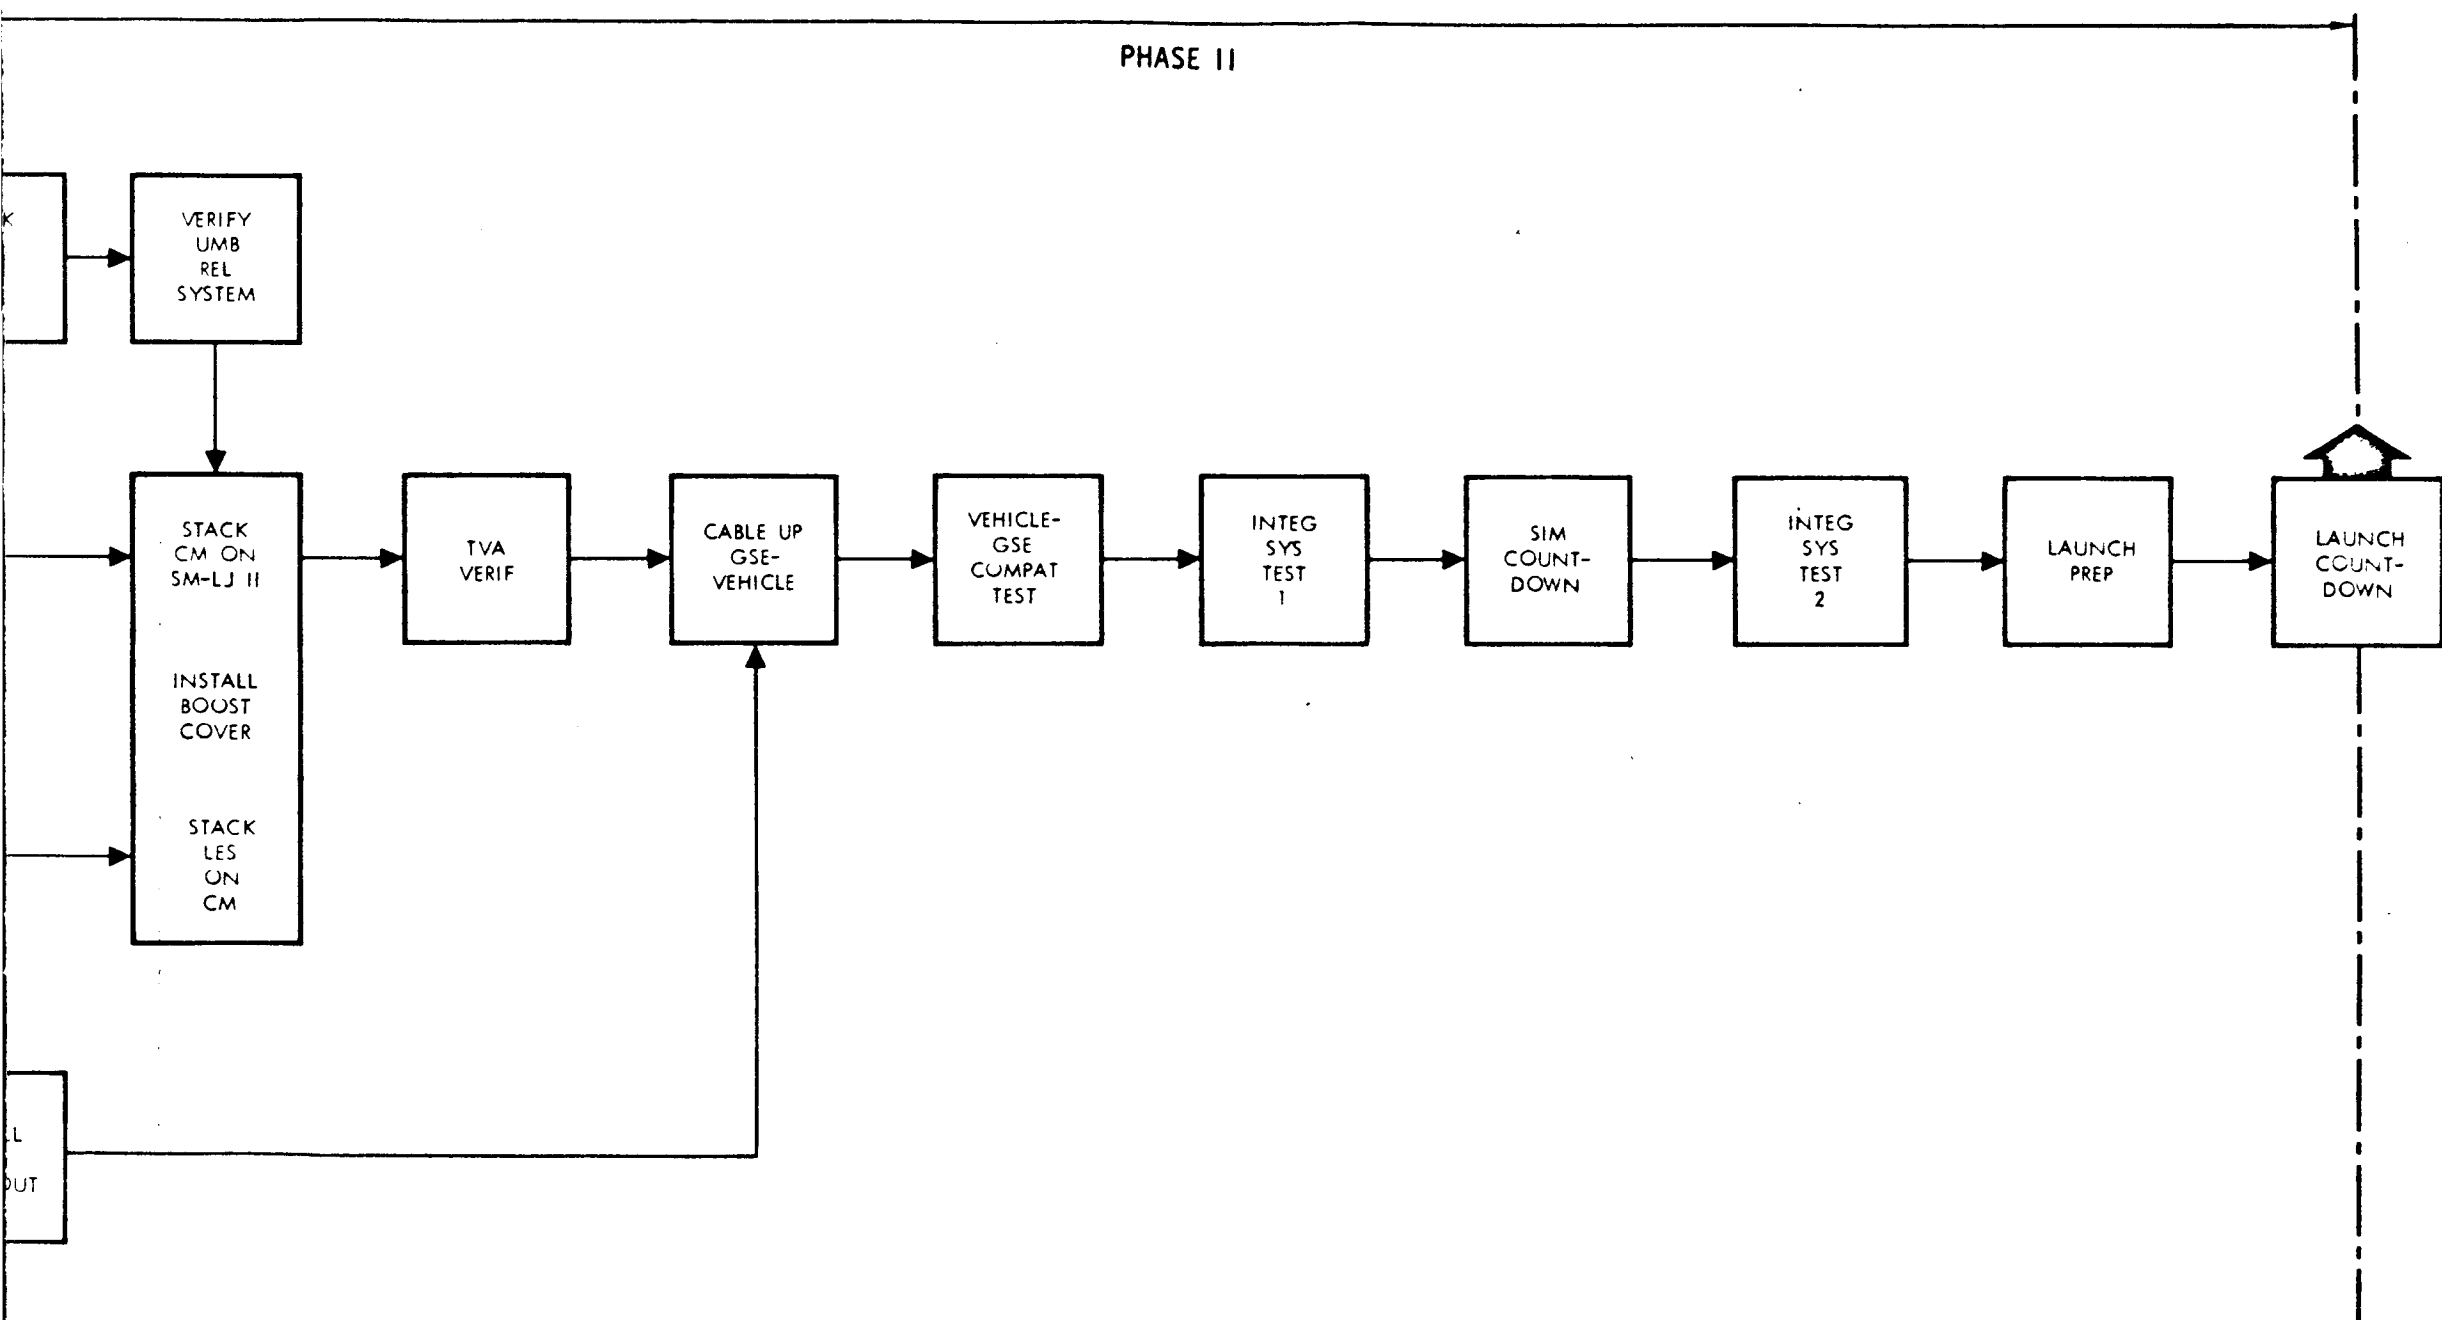 PHASE II
K
VERIFY
UMB
REL
SYSTEM
STACK
CM ON
SM-LJ II
INSTALL
BOOST
COVER
STACK
LES
ON
CM
TVA
VERIF
CABLE UP
GSE-
VEHICLE
VEHICLE-
GSE
COMPAT
TEST
INTEG
SYS
TEST
1
SIM
COUNT-
DOWN
INTEG
SYS
TEST
2
LAUNCH
PREP
LAUNCH
COUNT-
DOWN